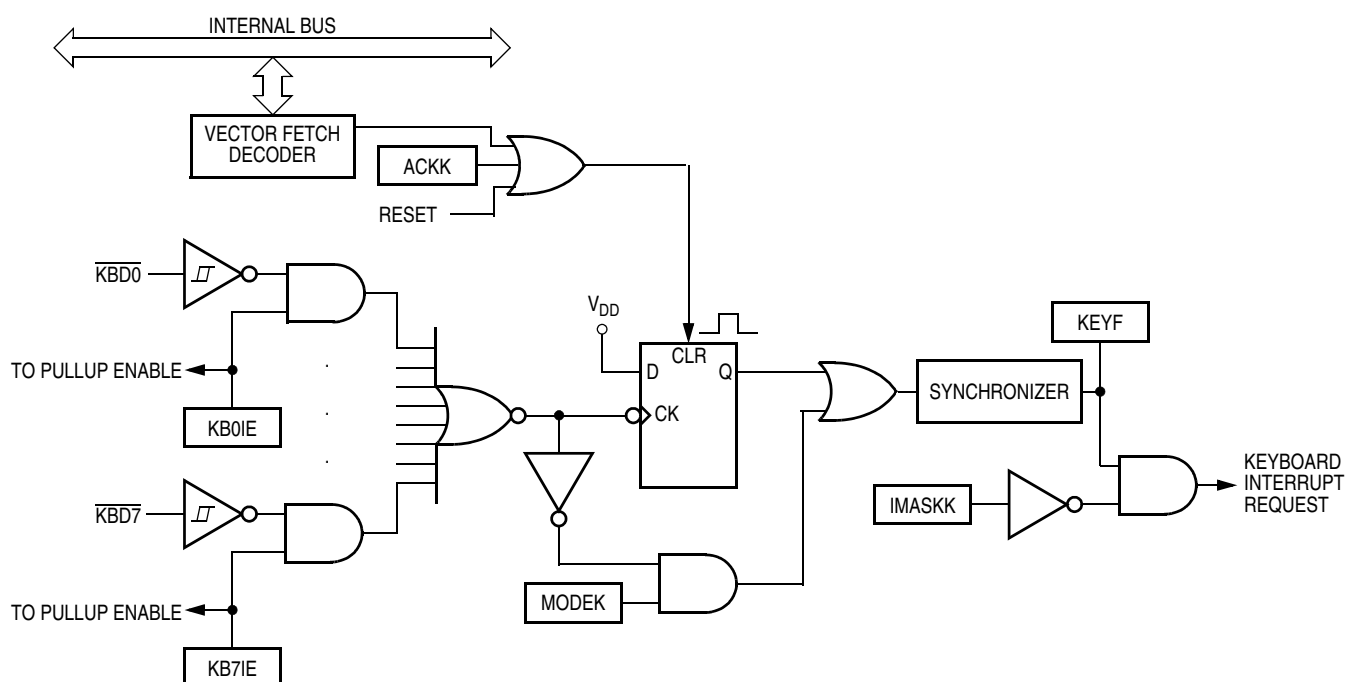 INTERNAL BUS
VECTOR FETCH
DECODER
ACKK
RESET
KBD0
VDD
KEYF
CLR
D
Q
TO PULLUP ENABLE
SYNCHRONIZER
CK
KB0IE
KEYBOARD
INTERRUPT
REQUEST
KBD7
IMASKK
MODEK
TO PULLUP ENABLE
KB7IE